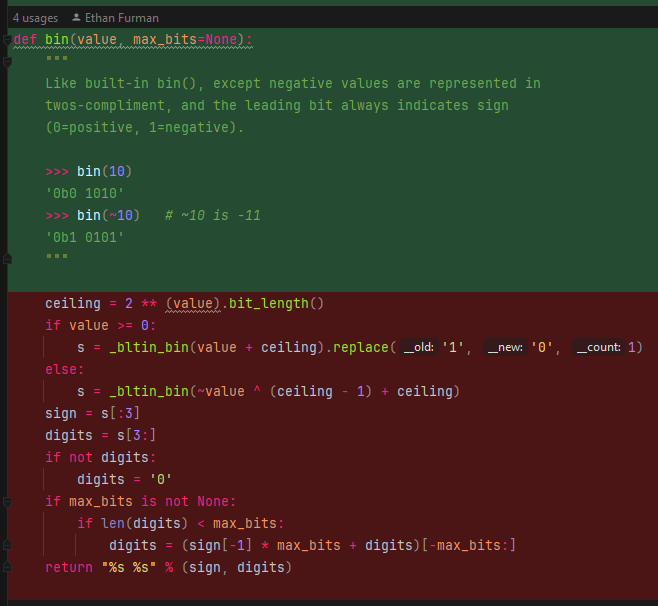 4 usages Ethan Furman
def bin(value, max_bits=None):
"""
Like built-in bin(), except negative values are represented in
twos-compliment, and the leading bit always indicates sign
(0=positive, 1=negative).
>>> bin(10)
'0b0 1010'
>>> bin(~10)   # ~10 is -11
'0b1 0101'
"""
ceiling = 2 ** (value).bit_length()
if value >= 0:
s = _bltin_bin(value + ceiling).replace( __old: '1', __new: '0', __count: 1)
else:
s = _bltin_bin(~value ^ (ceiling - 1) + ceiling)
sign = s[:3]
digits = s[3:]
if not digits:
digits = '0'
if max_bits is not None:
if len(digits) < max_bits:
digits = (sign[-1] * max_bits + digits)[-max_bits:]
return "%s %s" % (sign, digits)